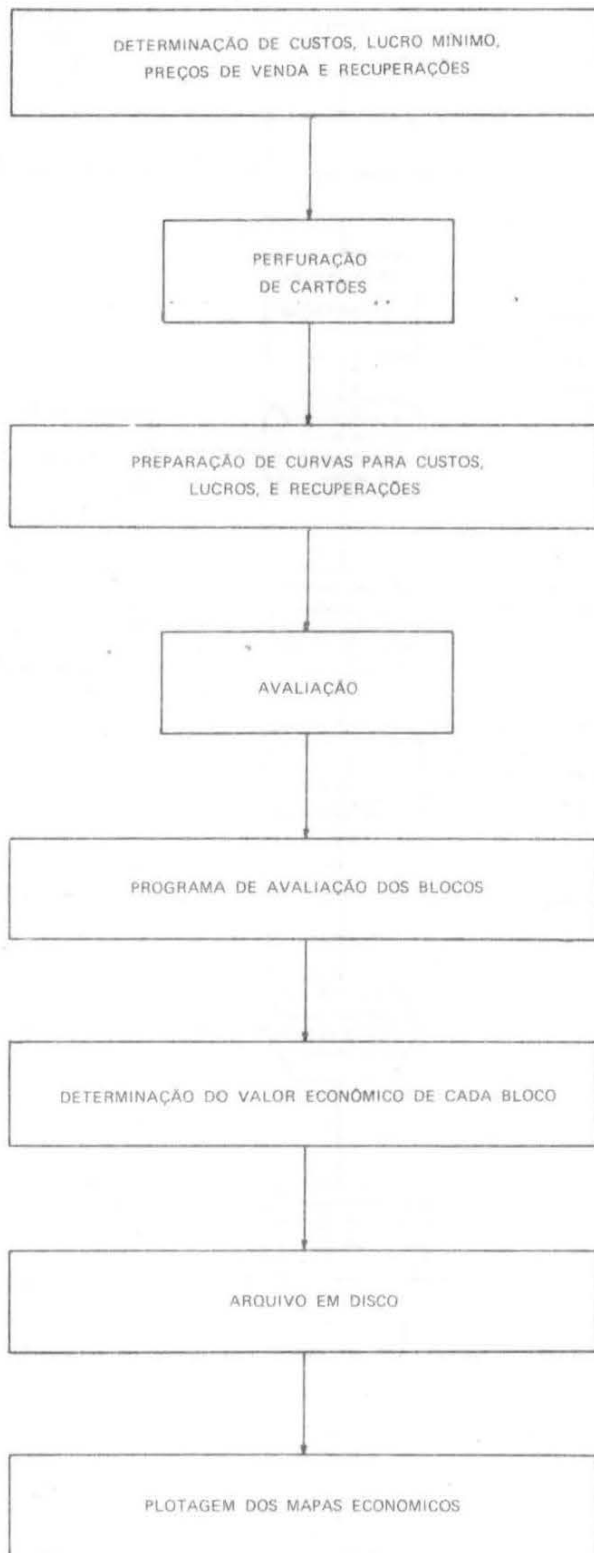 DETERMINAÇÃO DE CUSTOS, LUCRO MÍNIMO,
PREÇOS DE VENDA E RECUPERAÇÕES
PERFURAÇÃO
DE CARTÕES
PREPARAÇÃO DE CURVAS PARA CUSTOS,
LUCROS, E RECUPERAÇÕES
AVALIAÇÃO
PROGRAMA DE AVALIAÇÃO DOS BLOCOS
DETERMINAÇÃO DO VALOR ECONÔMICO DE CADA BLOCO
ARQUIVO EM DISCO
PLOTAGEM DOS MAPAS ECONOMICOS